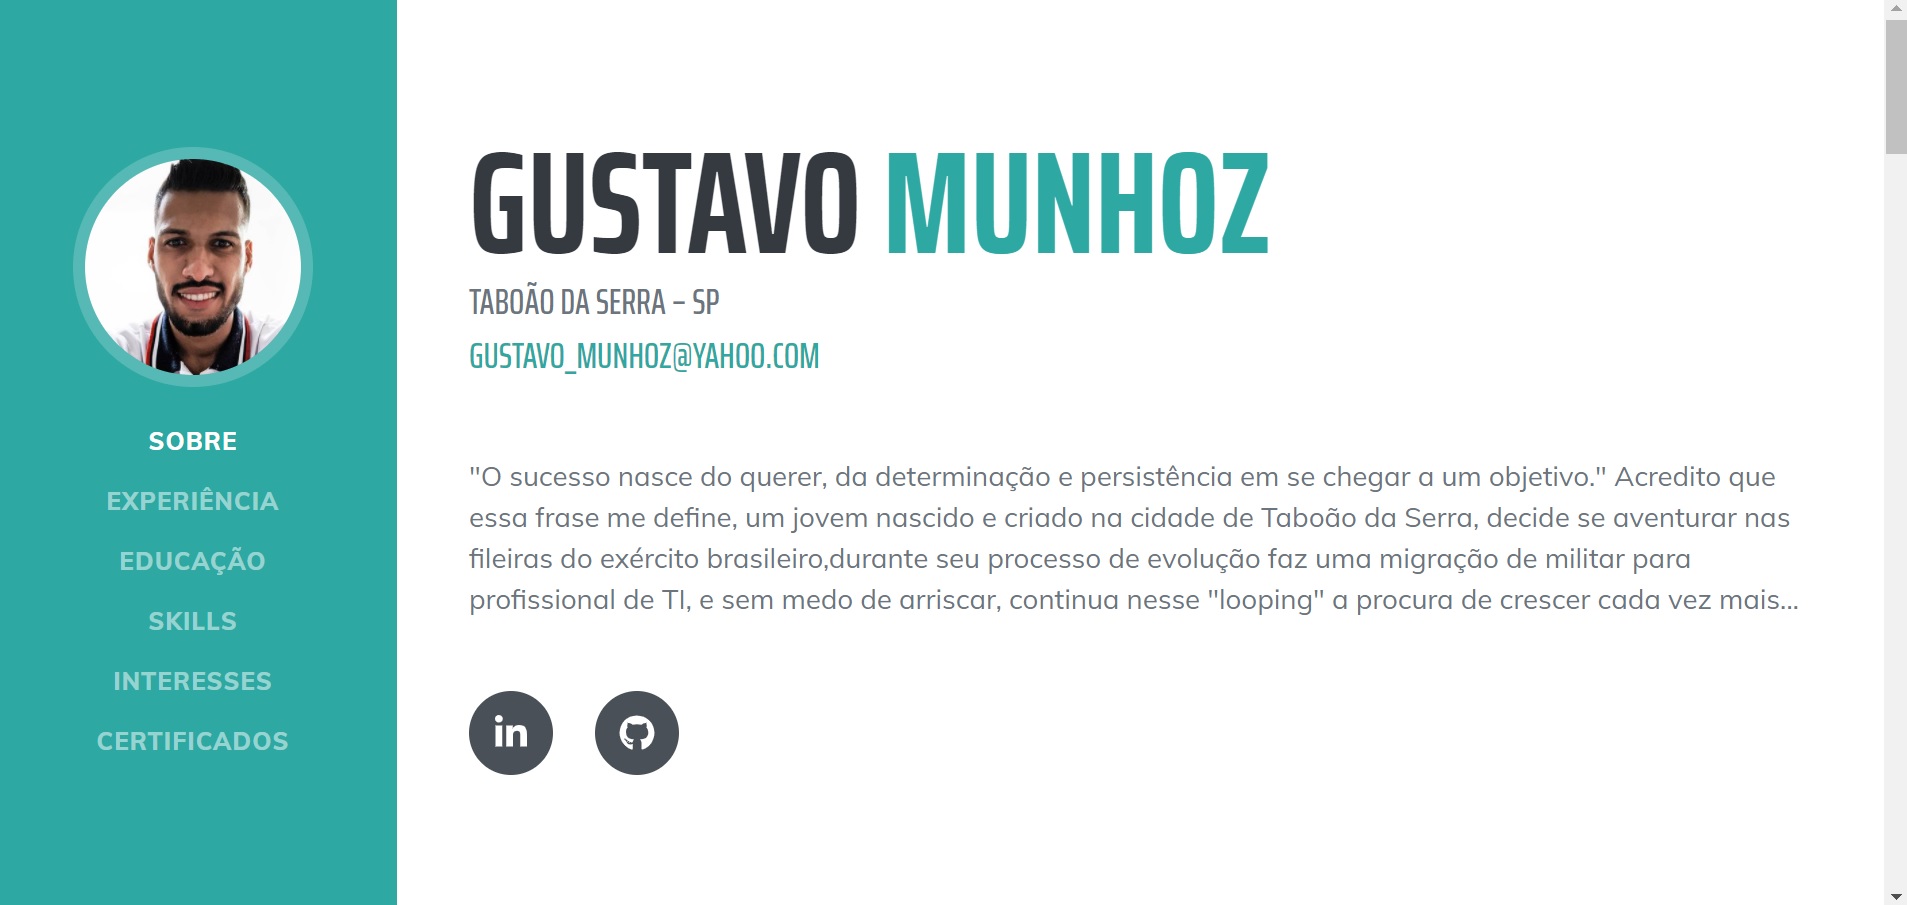 SOBRE
EXPERIÊNCIA
EDUCAÇÃO
SKILLS
INTERESSES
CERTIFICADOS
GUSTAVO MUNHOZ
TABOÃO DA SERRA – SP
GUSTAVO_MUNHOZ@YAHOO.COM
"O sucesso nasce do querer, da determinação e persistência em se chegar a um objetivo." Acredito que
essa frase me define, um jovem nascido e criado na cidade de Taboão da Serra, decide se aventurar nas
fileiras do exército brasileiro,durante seu processo de evolução faz uma migração de militar para
profissional de TI, e sem medo de arriscar, continua nesse "looping" a procura de crescer cada vez mais...
in